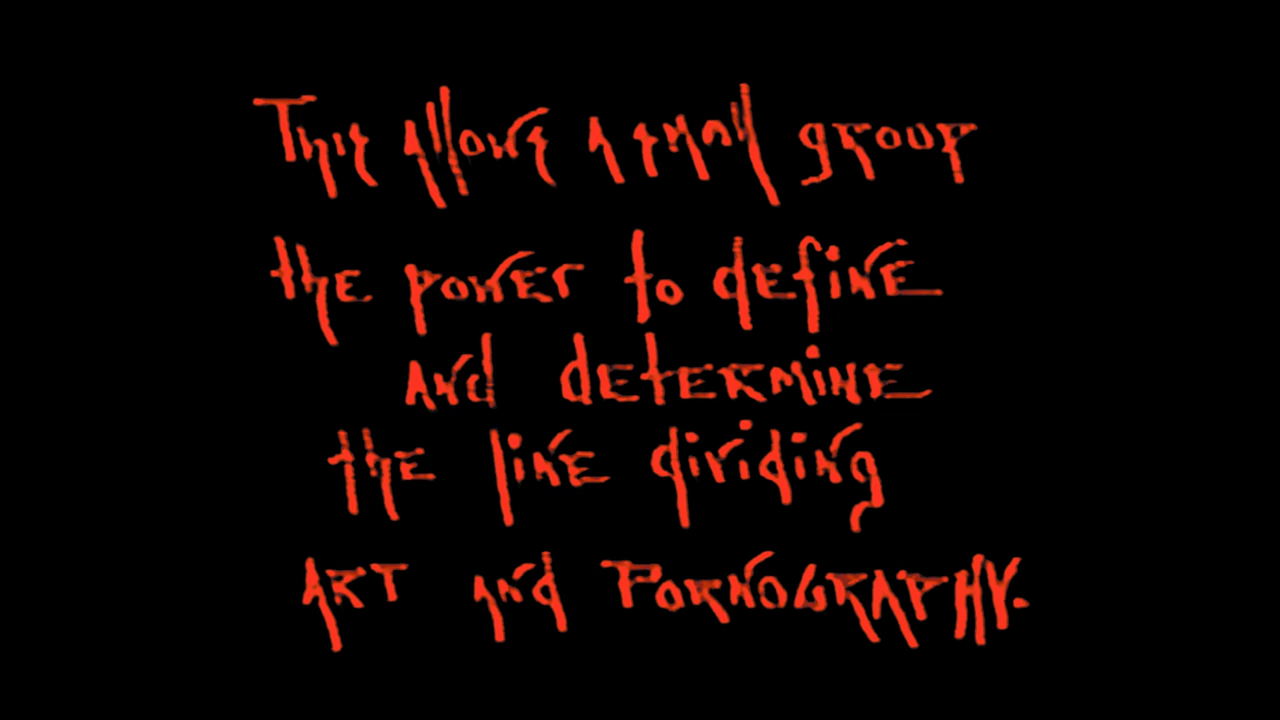 This allows a small group
the power to define
and determine
the line dividing
ART and PORNOGRAPHY.